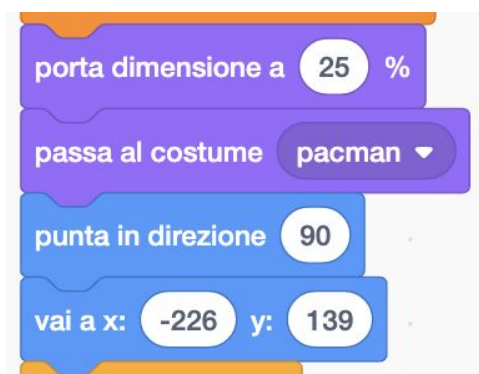 porta dimensione a 25 %
passa al costume pacman
punta in direzione 90
vai a x: -226 y: 139